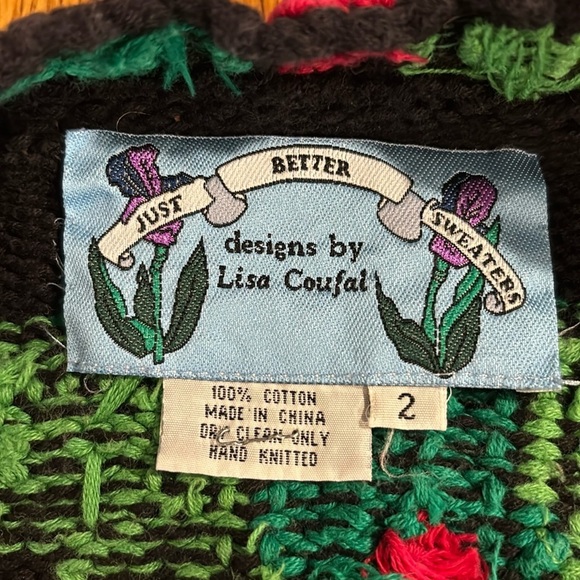 JUST BETTER SWEATERS
designs by
Lisa Coufal
100% COTTON
MADE IN CHINA
DRY CLEAN ONLY
HAND KNITTED
2